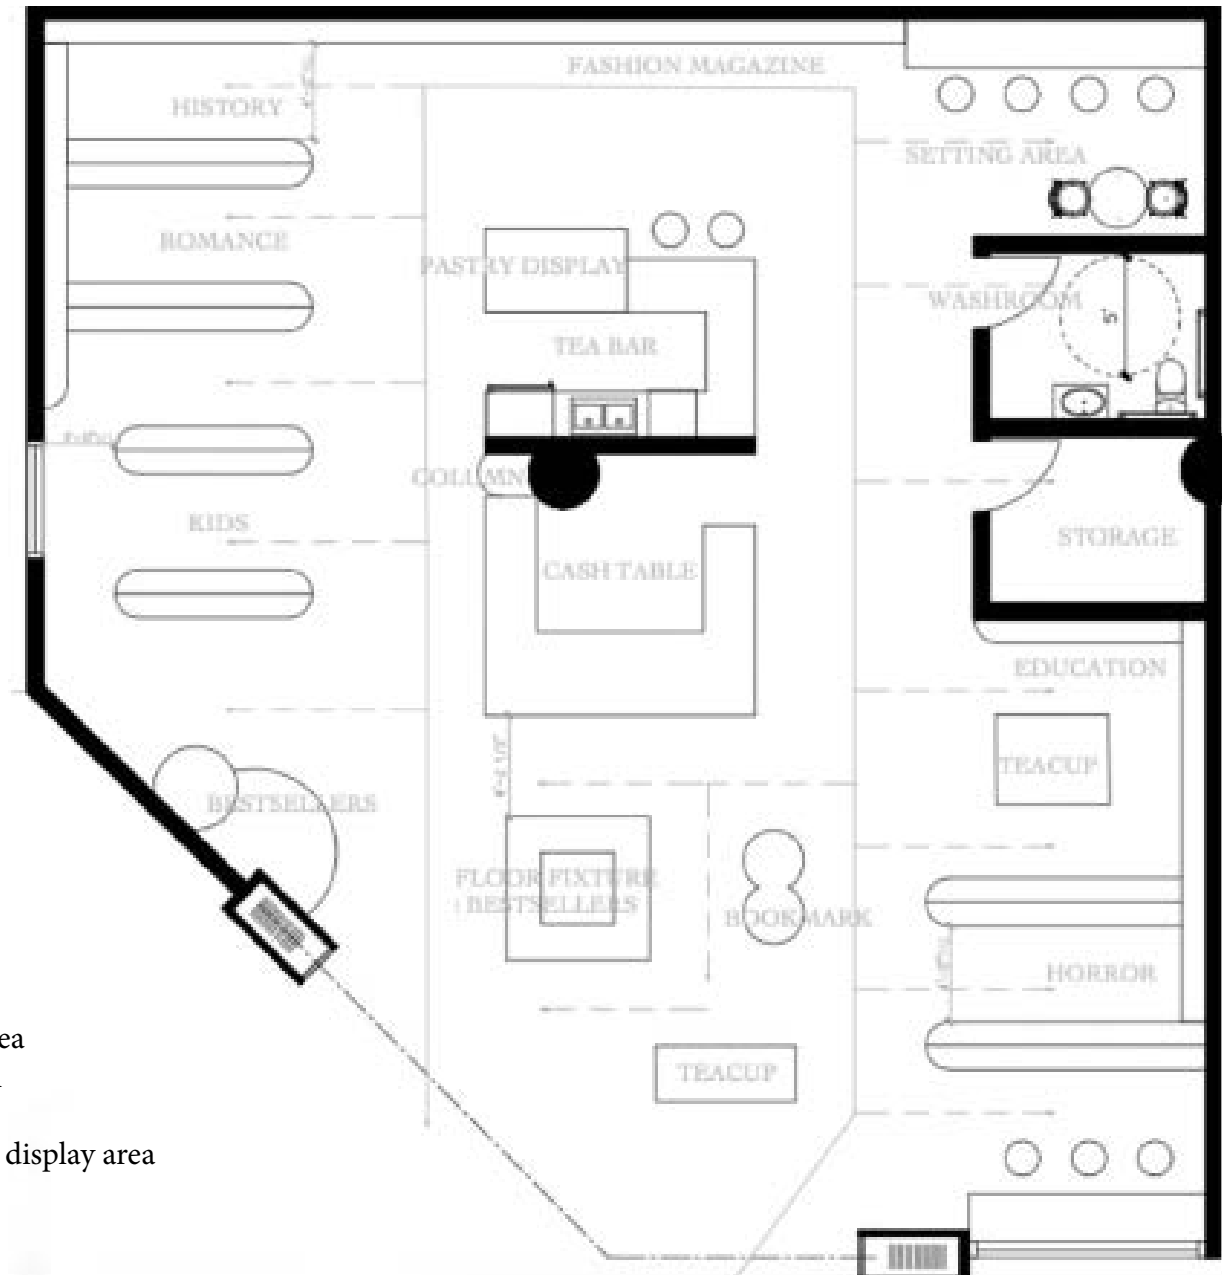 FASHION MAGAZINE
HISTORY
SETTING AREA
ROMANCE
PASTRY DISPLAY
WASHROOM
5'
TEA BAR
COLUMN
KIDS
STORAGE
CASH TABLE
EDUCATION
TEACUP
BESTSELLERS
FLOOR FIXTURE
: BESTSELLERS
BOOKMARK
HORROR
TEACUP
ea
display area